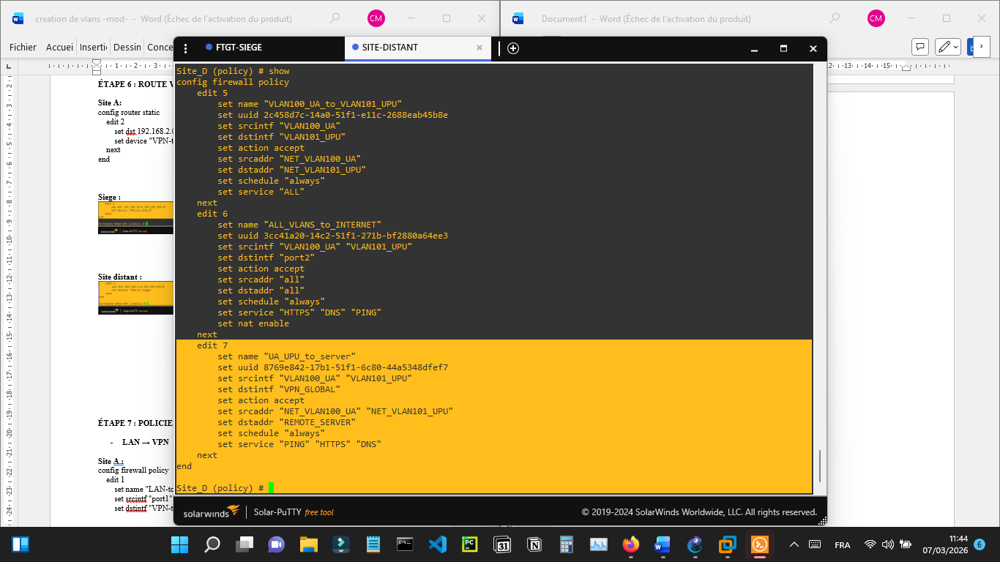 creation de vlans -mod- - Word (Échec de l'activation du produit)
CM
Document1 - Word (Échec de l'activation du produit)
CM
Fichier Accueil Insertic Dessin Conce
FTGT-SIEGE
SITE-DISTANT
ÉTAPE 6 : ROUTE V
Site A:
config router static
edit 2
set dst 192.168.2.0
set device "VPN-t
next
end
Siege :
Site distant :
ÉTAPE 7 : POLICIE
- LAN → VPN
Site A :
config firewall policy
edit 1
set name "LAN-to
set srcintf "port1"
set dstintf "VPN-t
Site_D (policy) # show
config firewall policy
edit 5
set name "VLAN100_UA_to_VLAN101_UPU"
set uuid 2c458d7c-14a0-51f1-e11c-2688eab45b8e
set srcintf "VLAN100_UA"
set dstintf "VLAN101_UPU"
set action accept
set srcaddr "NET_VLAN100_UA"
set dstaddr "NET_VLAN101_UPU"
set schedule "always"
set service "ALL"
next
edit 6
set name "ALL_VLANS_to_INTERNET"
set uuid 3cc41a20-14c2-51f1-271b-bf2880a64ee3
set srcintf "VLAN100_UA" "VLAN101_UPU"
set dstintf "port2"
set action accept
set srcaddr "all"
set dstaddr "all"
set schedule "always"
set service "HTTPS" "DNS" "PING"
set nat enable
next
edit 7
set name "UA_UPU_to_server"
set uuid 8769e842-17b1-51f1-6c80-44a5348dfef7
set srcintf "VLAN100_UA" "VLAN101_UPU"
set dstintf "VPN_GLOBAL"
set action accept
set srcaddr "NET_VLAN100_UA" "NET_VLAN101_UPU"
set dstaddr "REMOTE_SERVER"
set schedule "always"
set service "PING" "HTTPS" "DNS"
next
end
Site_D (policy) #
solarwinds Solar-PuTTY free tool
© 2019-2024 SolarWinds Worldwide, LLC. All rights reserved.
FRA
11:44
07/03/2026
6